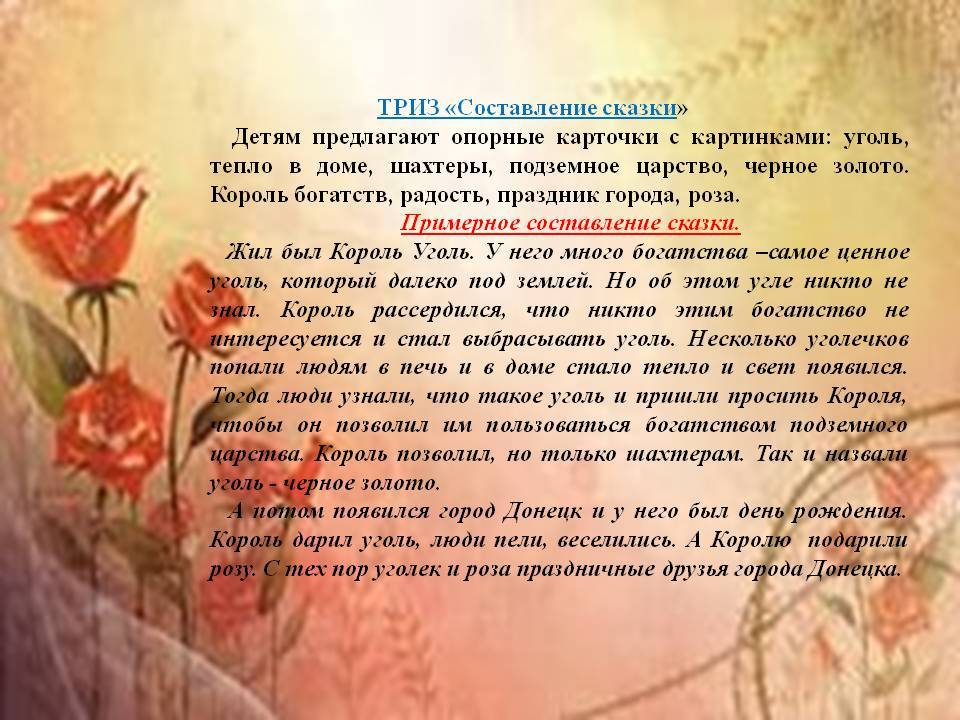 ТРИЗ «Составление сказки»
Детям предлагают опорные карточки с картинками: уголь,
тепло в доме, шахтеры, подземное царство, черное золото.
Король богатств, радость, праздник города, роза.
Примерное составление сказки.
Жил был Король Уголь. У него много богатства –самое ценное
уголь, который далеко под землей. Но об этом угле никто не
знал. Король рассердился, что никто этим богатство не
интересуется и стал выбрасывать уголь. Несколько уголечков
попали людям в печь и в доме стало тепло и свет появился.
Тогда люди узнали, что такое уголь и пришли просить Короля,
чтобы он позволил им пользоваться богатством подземного
царства. Король позволил, но только шахтерам. Так и назвали
уголь - черное золото.
А потом появился город Донецк и у него был день рождения.
Король дарил уголь, люди пели, веселились. А Королю подарили
розу. С тех пор уголек и роза праздничные друзья города Донецка.